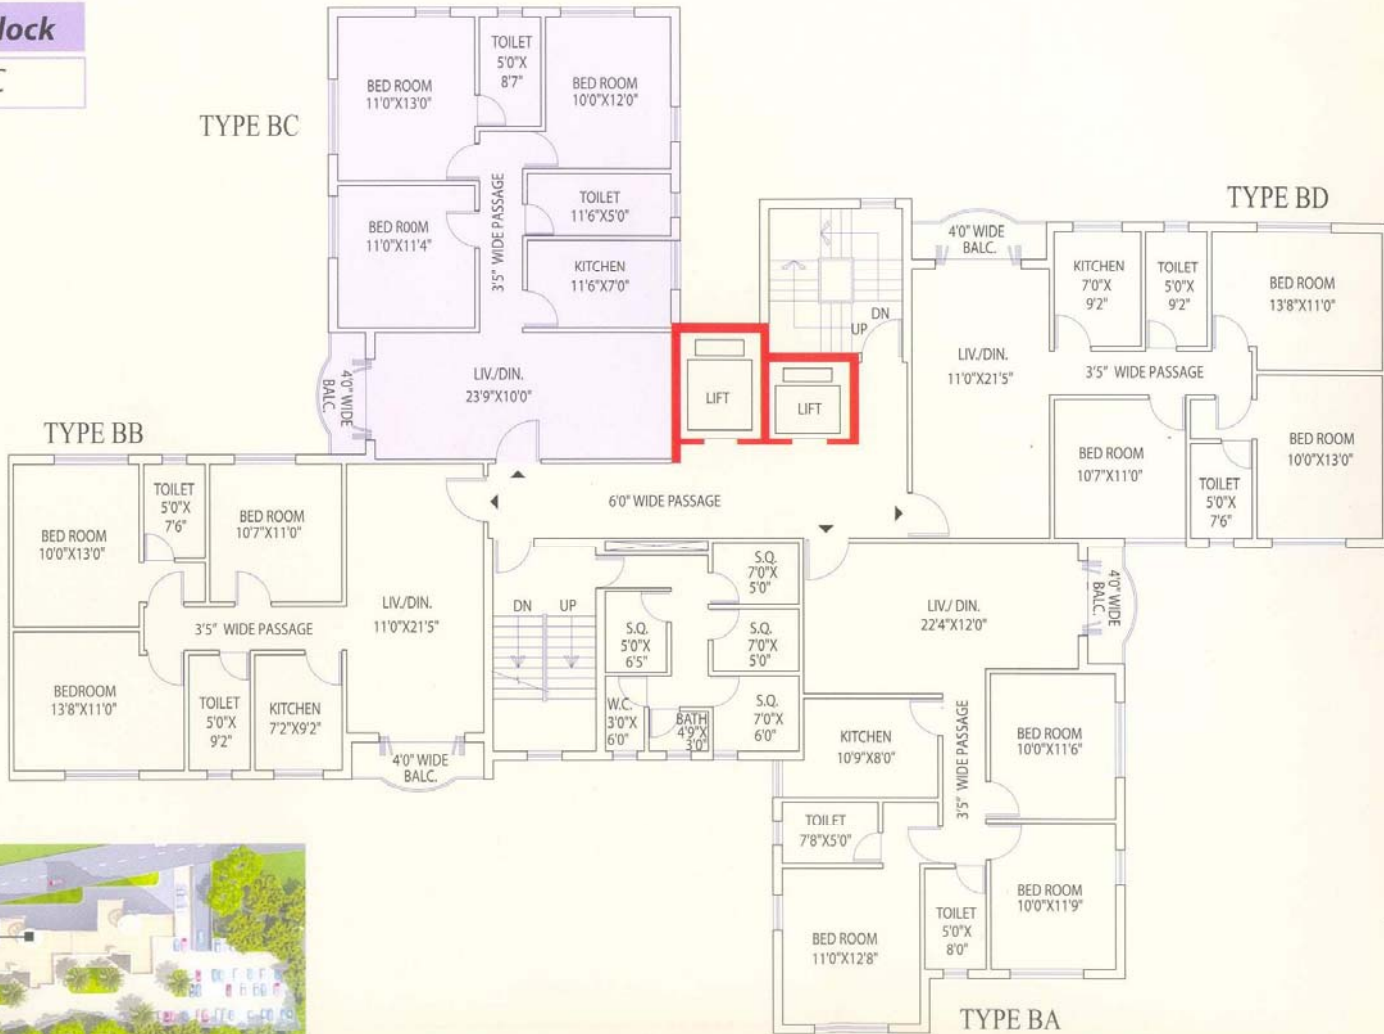 lock
C
TYPE BC
BED ROOM
11'0"X13'0"
TOILET
5'0"X
8'7"
BED ROOM
10'0"X12'0"
BED ROOM
11'0"X11'4"
3'5" WIDE PASSAGE
TOILET
11'6"X5'0"
KITCHEN
11'6"X7'0"
LIV./DIN.
23'9"X10'0"
4'0" WIDE
BALC.
LIFT
LIFT
UP
DN
TYPE BD
4'0" WIDE
BALC.
KITCHEN
7'0"X
9'2"
TOILET
5'0"X
9'2"
BED ROOM
13'8"X11'0"
LIV./DIN.
11'0"X21'5"
3'5" WIDE PASSAGE
BED ROOM
10'7"X11'0"
TOILET
5'0"X
7'6"
BED ROOM
10'0"X13'0"
TYPE BB
BED ROOM
10'0"X13'0"
TOILET
5'0"X
7'6"
BED ROOM
10'7"X11'0"
6'0" WIDE PASSAGE
3'5" WIDE PASSAGE
LIV./DIN.
11'0"X21'5"
BEDROOM
13'8"X11'0"
TOILET
5'0"X
9'2"
KITCHEN
7'2"X9'2"
4'0" WIDE
BALC.
DN
UP
S.Q.
7'0"X
5'0"
S.Q.
5'0"X
6'5"
S.Q.
7'0"X
5'0"
W.C.
3'0"X
6'0"
BATH
4'9"X
3'0"
S.Q.
7'0"X
6'0"
LIV./ DIN.
22'4"X12'0"
4'0" WIDE
BALC.
KITCHEN
10'9"X8'0"
3'5" WIDE PASSAGE
BED ROOM
10'0"X11'6"
TOILET
7'8"X5'0"
BED ROOM
11'0"X12'8"
TOILET
5'0"X
8'0"
BED ROOM
10'0"X11'9"
TYPE BA